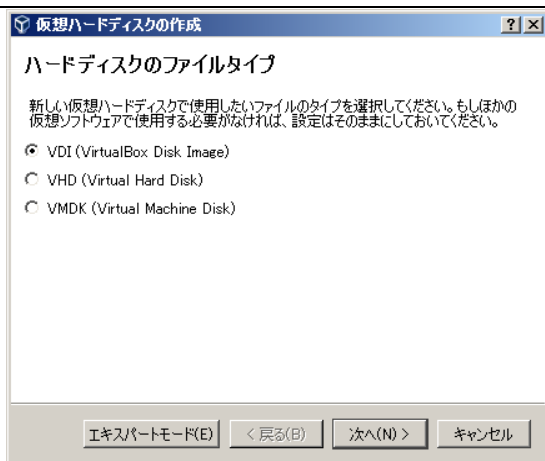 仮想ハードディスクの作成
ハードディスクのファイルタイプ
新しい仮想ハードディスクで使用したいファイルのタイプを選択してください。もしほかの
仮想ソフトウェアで使用する必要がなければ、設定はそのままにしておいてください。
VDI (VirtualBox Disk Image)
VHD (Virtual Hard Disk)
VMDK (Virtual Machine Disk)
エキスパートモード(E) < 戻る(B) 次へ(N) > キャンセル